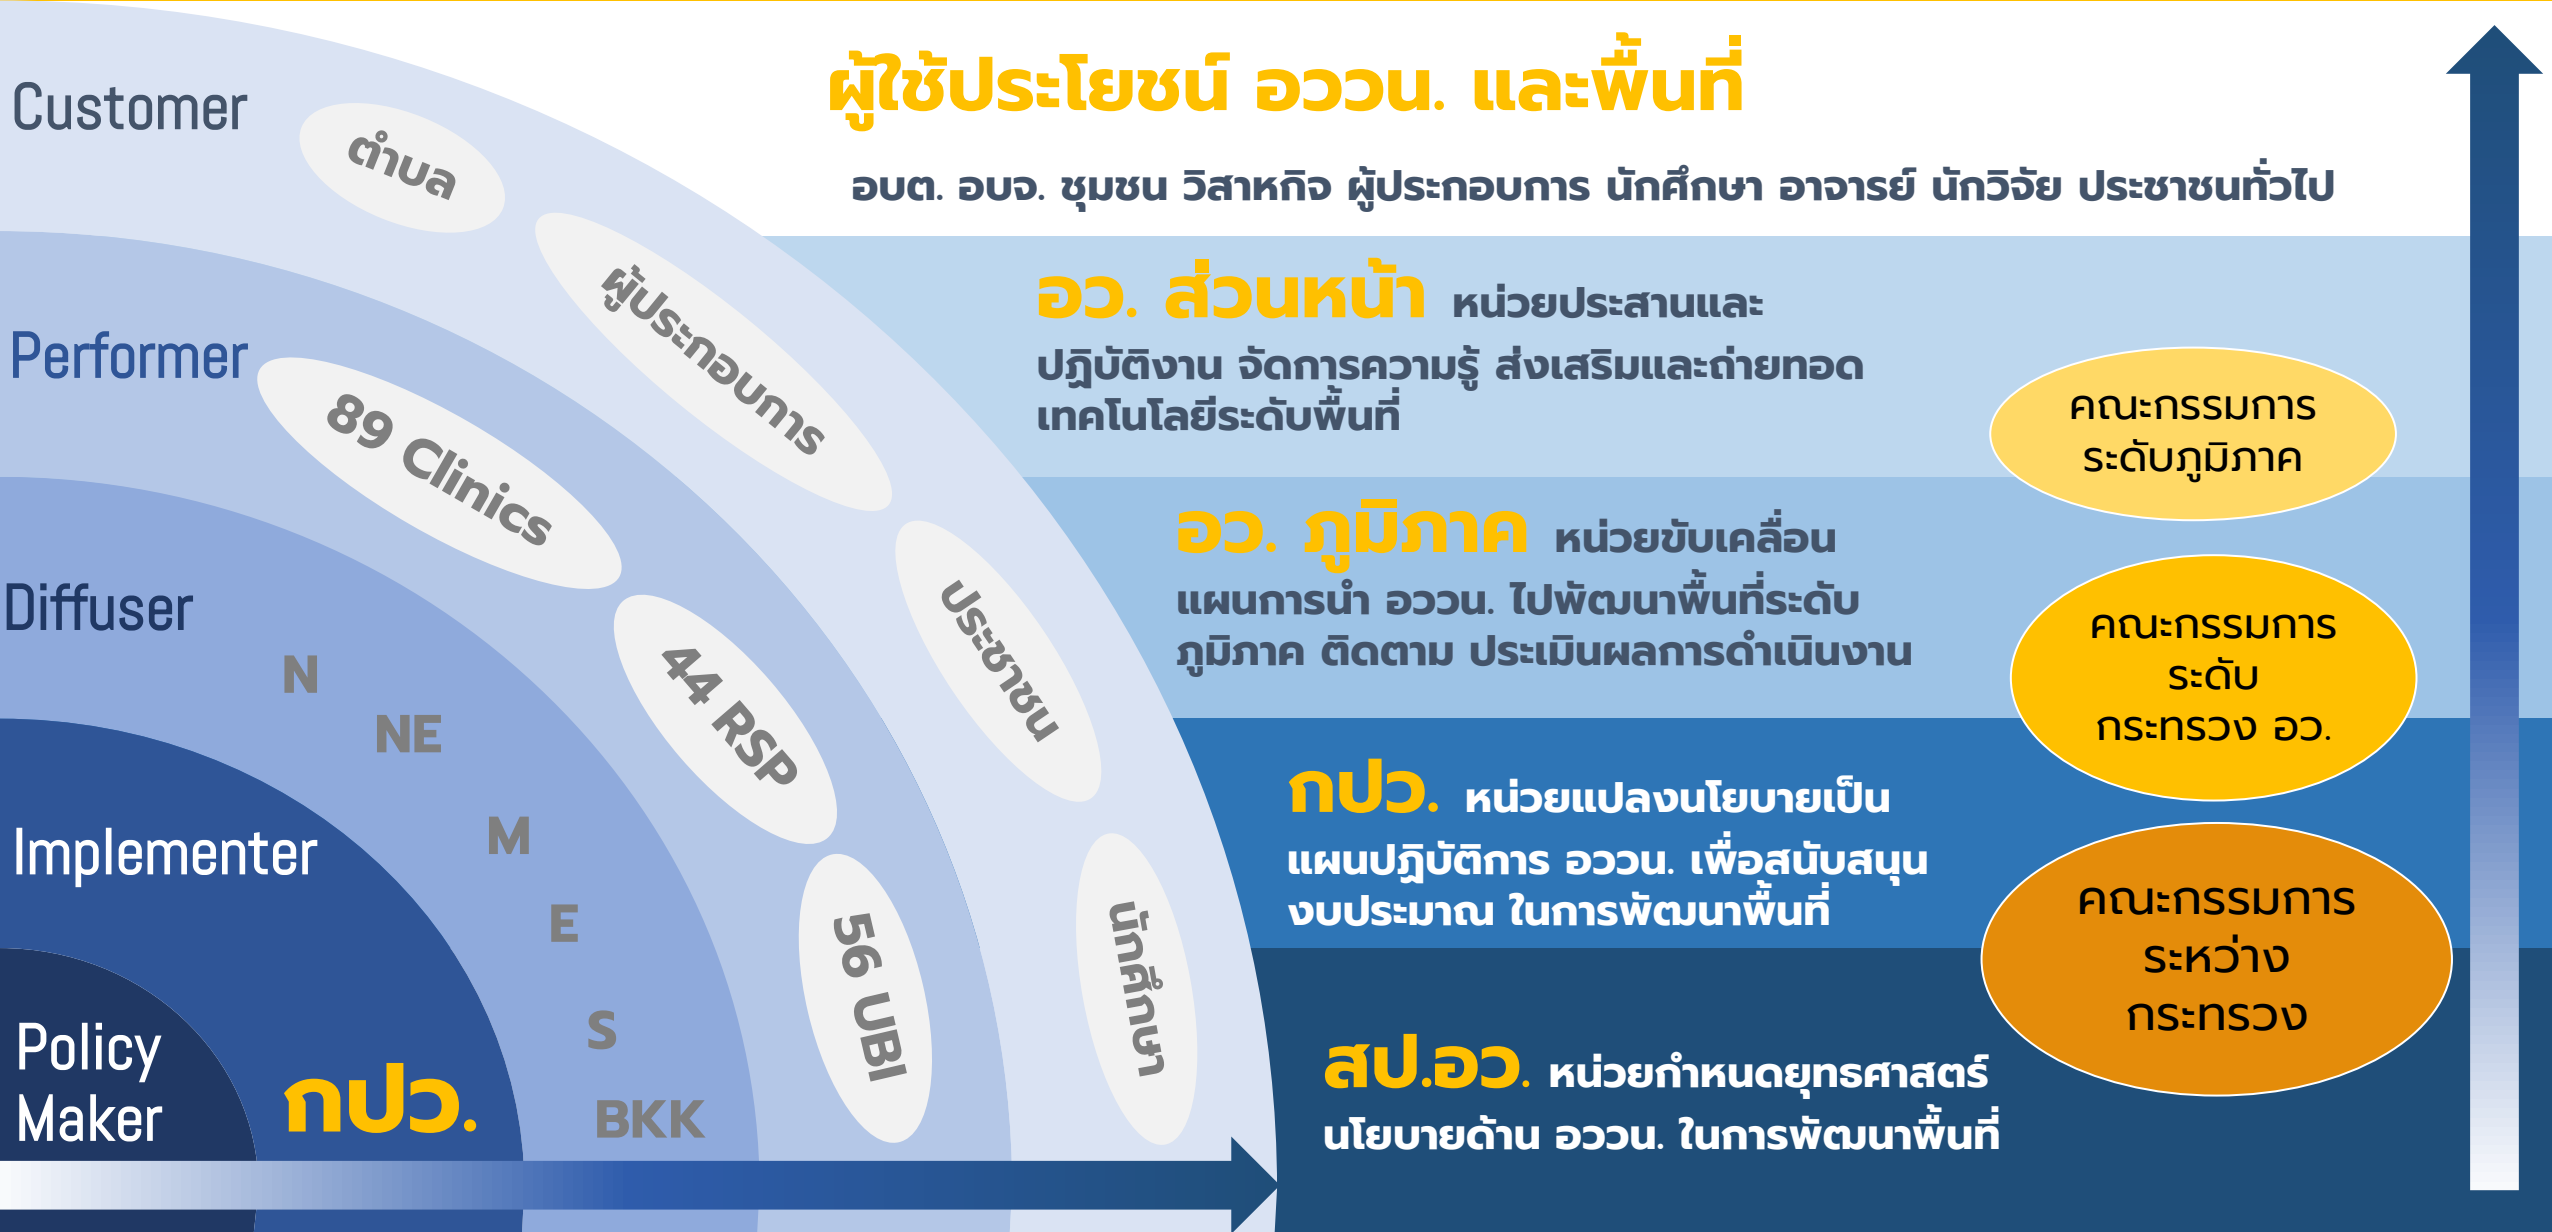 Customer
ตำบล
ผู้ประกอบการ
ประชาชน
นักศึกษา
Performer
89 Clinics
44 RSP
56 UBI
Diffuser
N
NE
M
E
S
BKK
Implementer
กปว.
Policy
Maker
ผู้ใช้ประโยชน์ อววน. และพื้นที่
อบต. อบจ. ชุมชน วิสาหกิจ ผู้ประกอบการ นักศึกษา อาจารย์ นักวิจัย ประชาชนทั่วไป
อว. ส่วนหน้า หน่วยประสานและ
ปฏิบัติงาน จัดการความรู้ ส่งเสริมและถ่ายทอด
เทคโนโลยีระดับพื้นที่
อว. ภูมิภาค หน่วยขับเคลื่อน
แผนการนำ อววน. ไปพัฒนาพื้นที่ระดับ
ภูมิภาค ติดตาม ประเมินผลการดำเนินงาน
กปว. หน่วยแปลงนโยบายเป็น
แผนปฏิบัติการ อววน. เพื่อสนับสนุน
งบประมาณ ในการพัฒนาพื้นที่
สป.อว. หน่วยกำหนดยุทธศาสตร์
นโยบายด้าน อววน. ในการพัฒนาพื้นที่
คณะกรรมการ
ระดับภูมิภาค
คณะกรรมการ
ระดับ
กระทรวง อว.
คณะกรรมการ
ระหว่าง
กระทรวง